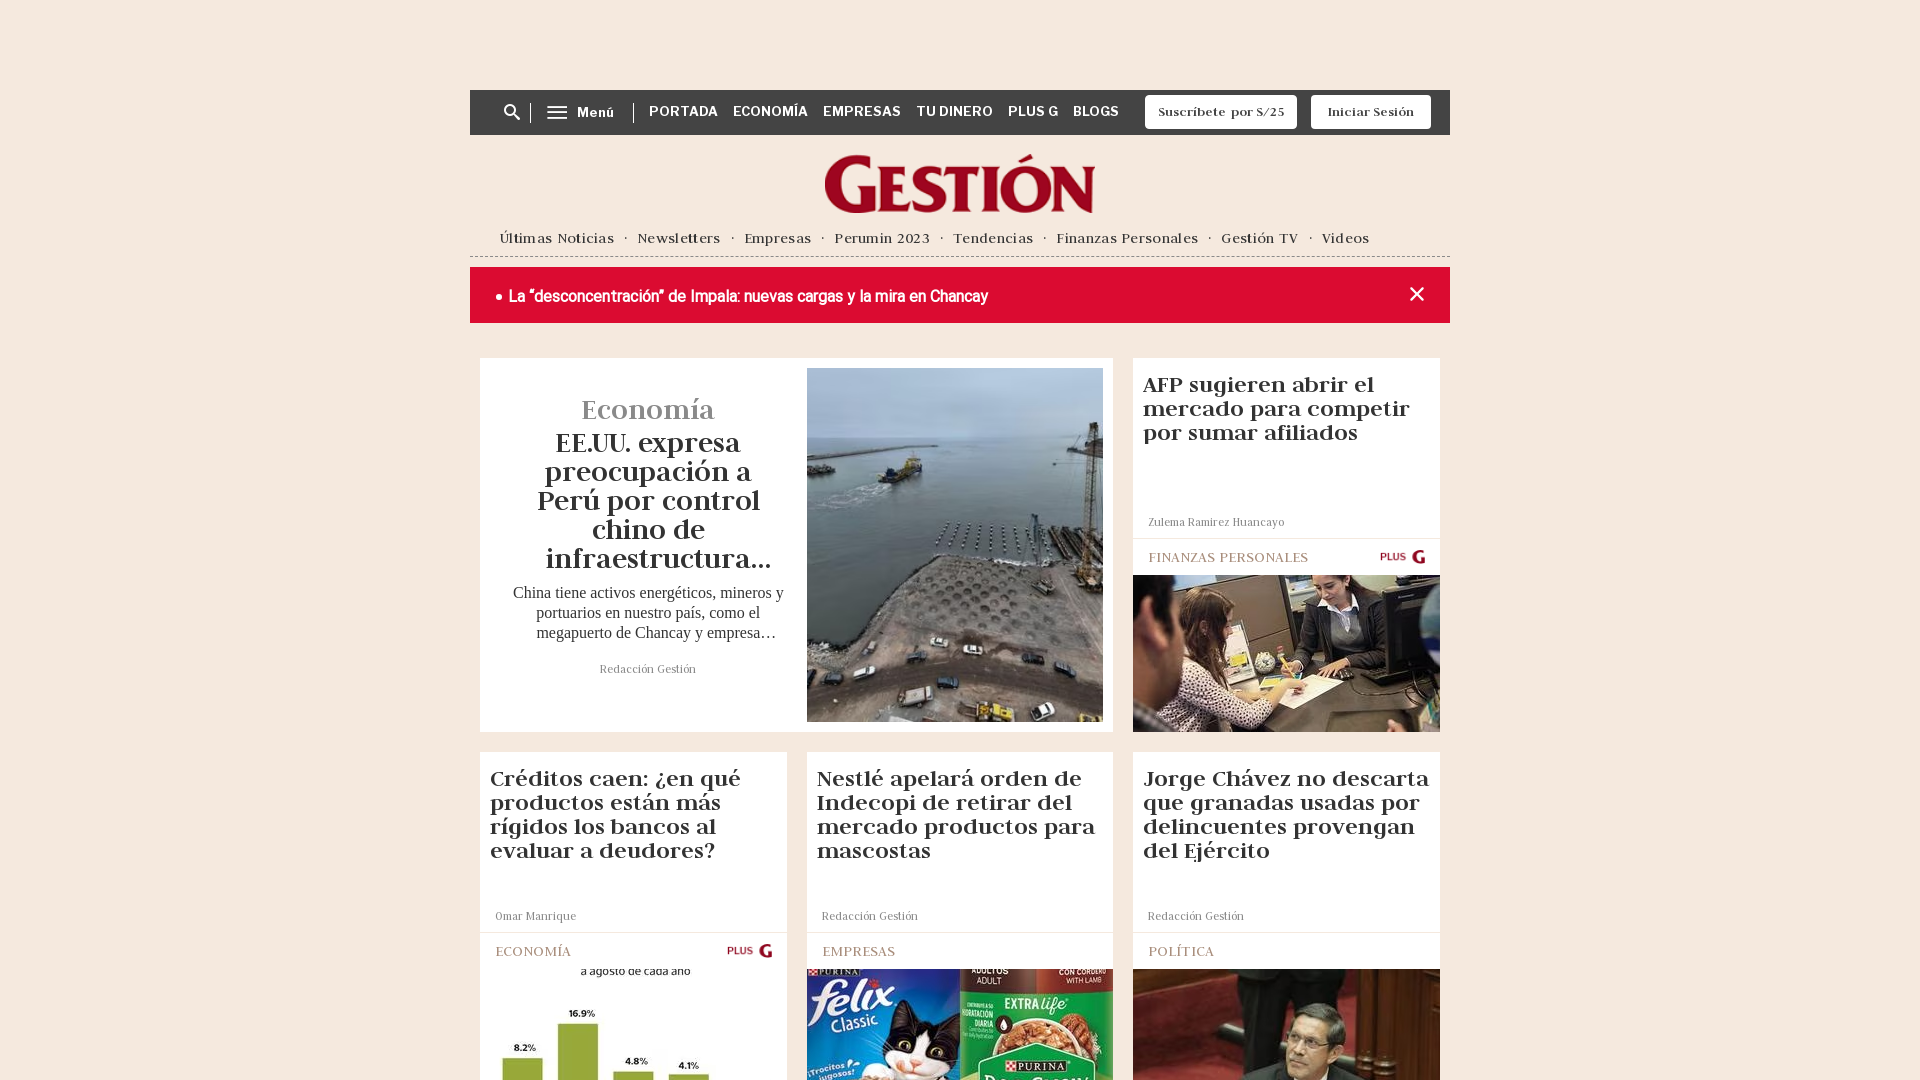 Menú
PORTADA ECONOMÍA EMPRESAS TU DINERO PLUS G BLOGS
Suscríbete por S/25
Iniciar Sesión
GESTIÓN
Últimas Noticias · Newsletters · Empresas · Perumin 2023 · Tendencias · Finanzas Personales · Gestión TV · Videos
La “desconcentración” de Impala: nuevas cargas y la mira en Chancay
Economía
EE.UU. expresa
preocupación a
Perú por control
chino de
infraestructura...
China tiene activos energéticos, mineros y
portuarios en nuestro país, como el
megapuerto de Chancay y empresa…
Redacción Gestión
AFP sugieren abrir el
mercado para competir
por sumar afiliados
Zulema Ramirez Huancayo
FINANZAS PERSONALES
PLUS G
Créditos caen: ¿en qué
productos están más
rígidos los bancos al
evaluar a deudores?
Omar Manrique
ECONOMÍA
PLUS G
a agosto de cada año
16.9%
8.2%
4.8%
4.1%
Nestlé apelará orden de
Indecopi de retirar del
mercado productos para
mascostas
Redacción Gestión
EMPRESAS
PURINA
felix
Classic
¡Trocitos
jugosos!
ADULTOS
ADULT
CON CORDERO
WITH LAMB
EXTRA life
HIDRATACIÓN
DIARIA
PURINA
Jorge Chávez no descarta
que granadas usadas por
delincuentes provengan
del Ejército
Redacción Gestión
POLÍTICA